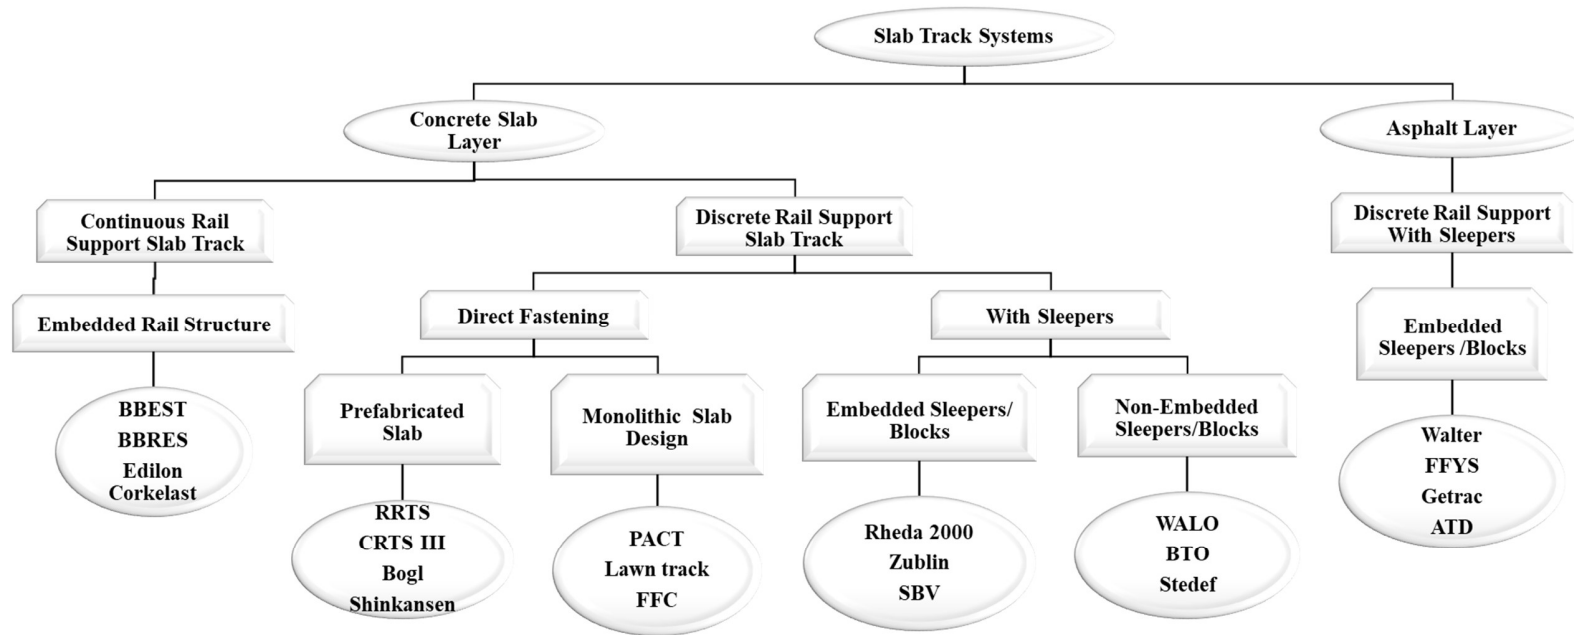 Slab Track Systems
Concrete Slab
Layer
Asphalt Layer
Continuous Rail
Support Slab Track
Discrete Rail Support
Slab Track
Discrete Rail Support
With Sleepers
Embedded Rail Structure
Direct Fastening
With Sleepers
Embedded
Sleepers /Blocks
Prefabricated
Slab
Monolithic Slab
Design
Embedded Sleepers/
Blocks
Non-Embedded
Sleepers/Blocks
BBEST
BBRES
Edilon
Corkelast
RRTS
CRTS III
Bogl
Shinkansen
PACT
Lawn track
FFC
Rheda 2000
Zublin
SBV
WALO
BTO
Stedef
Walter
FFYS
Getrac
ATD